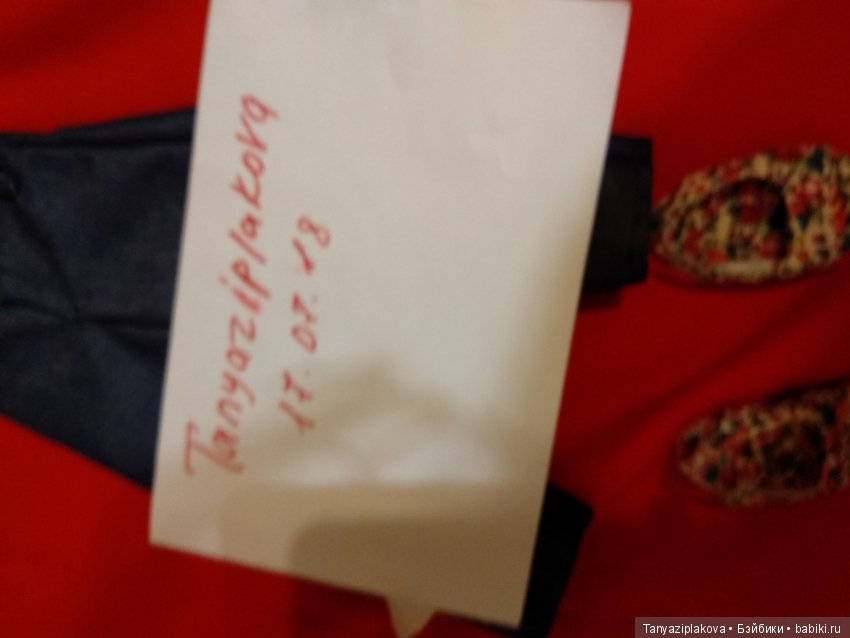 Tanyaziplakova
17.07.18
Tanyaziplakova • Бэйбики • babiki.ru